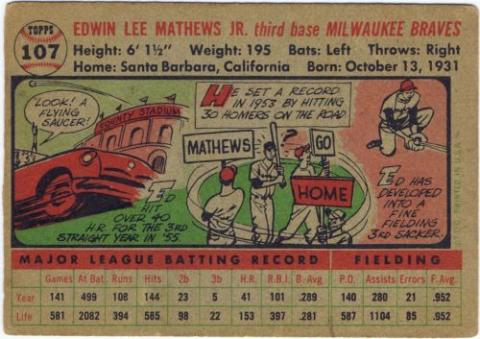 TOPPS
107
EDWIN LEE MATHEWS JR. third base MILWAUKEE BRAVES
Height: 6' 1½" Weight: 195 Bats: Left Throws: Right
Home: Santa Barbara, California Born: October 13, 1931
"LOOK! A
FLYING
SAUCER!"
COUNTY STADIUM
ED HIT
OVER 40
H.R. FOR THE 3RD
STRAIGHT YEAR IN '55.
HE SET A RECORD
IN 1953 BY HITTING
30 HOMERS ON THE ROAD
MATHEWS
?
GO
HOME
ED HAS
DEVELOPED
INTO A
FINE
FIELDING
3RD SACKER.
PRINTED IN U.S.A.
MAJOR LEAGUE BATTING RECORD FIELDING
Games At Bat Runs Hits 2b 3b H.R. R.B.I. B. Avg. P.O. Assists Errors F. Avg.
Year 141 499 108 144 23 5 41 101 .289 140 280 21 .952
Life 581 2082 394 585 98 22 153 397 .281 587 1104 85 .952